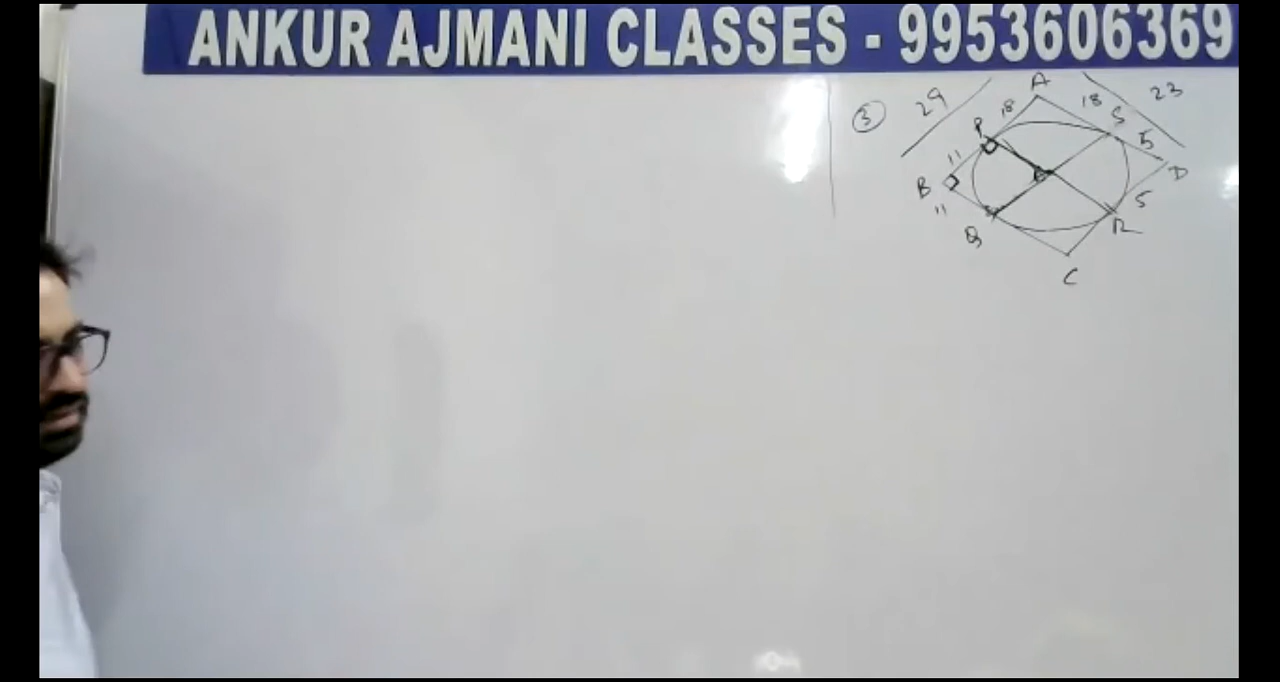 ANKUR AJMANI CLASSES - 9953606369
3
29
A
18
18
23
P
S
5
11
B
D
11
5
Q
R
C